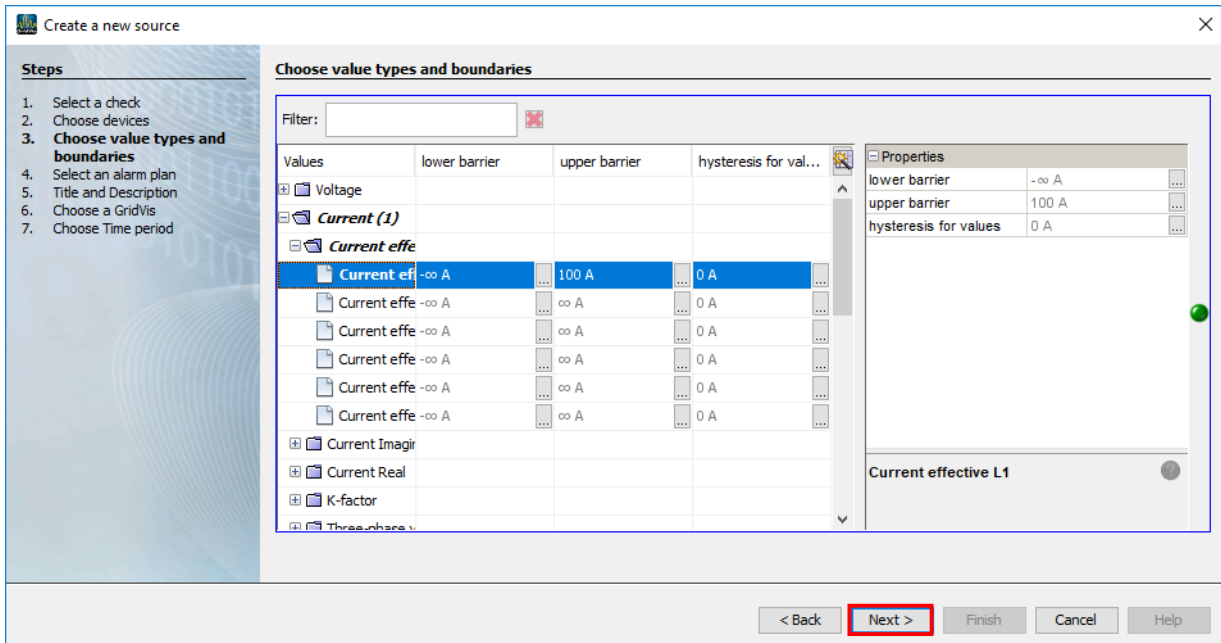 Create a new source
Steps
1. Select a check
2. Choose devices
3. Choose value types and
boundaries
4. Select an alarm plan
5. Title and Description
6. Choose a GridVis
7. Choose Time period
Choose value types and boundaries
Filter:
Values lower barrier upper barrier hysteresis for val...
Voltage
Current (1)
Current effe
Current eff -∞ A ... 100 A ... 0 A ...
Current effe -∞ A ... ∞ A ... 0 A ...
Current effe -∞ A ... ∞ A ... 0 A ...
Current effe -∞ A ... ∞ A ... 0 A ...
Current effe -∞ A ... ∞ A ... 0 A ...
Current effe -∞ A ... ∞ A ... 0 A ...
Current Imagin
Current Real
K-factor
Three-phase v
Properties
lower barrier -∞ A ...
upper barrier 100 A ...
hysteresis for values 0 A ...
Current effective L1
?
< Back Next > Finish Cancel Help